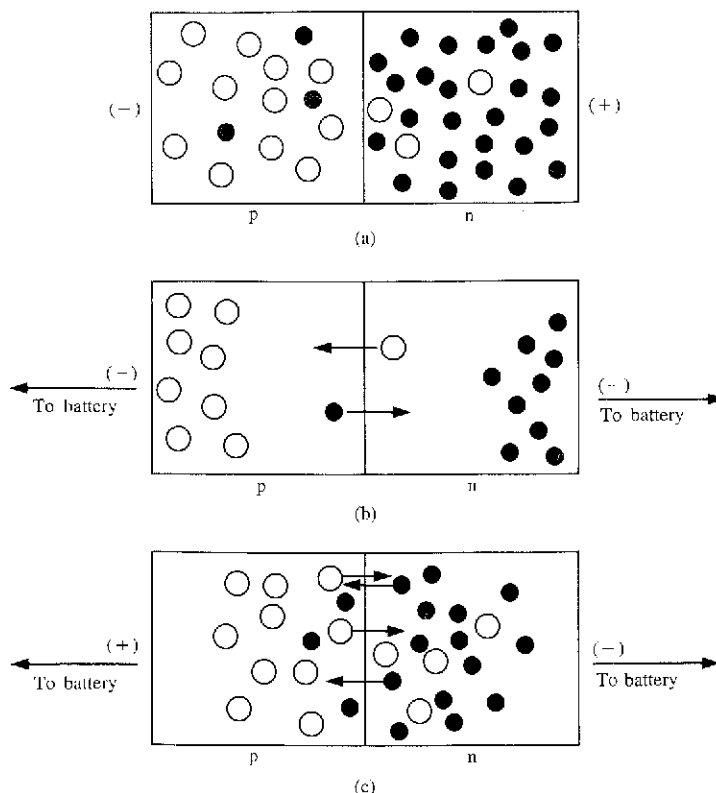 (−) (+)
p n
(a)
(−) (−)
To battery To battery
p n
(b)
(+) (−)
To battery To battery
p n
(c)